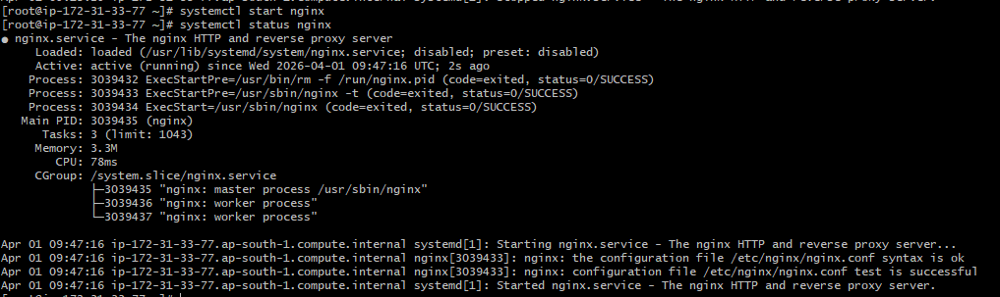 [root@ip-172-31-33-77 ~]# systemctl start nginx
[root@ip-172-31-33-77 ~]# systemctl status nginx
● nginx.service - The nginx HTTP and reverse proxy server
Loaded: loaded (/usr/lib/systemd/system/nginx.service; disabled; preset: disabled)
Active: active (running) since Wed 2026-04-01 09:47:16 UTC; 2s ago
Process: 3039432 ExecStartPre=/usr/bin/rm -f /run/nginx.pid (code=exited, status=0/SUCCESS)
Process: 3039433 ExecStartPre=/usr/sbin/nginx -t (code=exited, status=0/SUCCESS)
Process: 3039434 ExecStart=/usr/sbin/nginx (code=exited, status=0/SUCCESS)
Main PID: 3039435 (nginx)
Tasks: 3 (limit: 1043)
Memory: 3.3M
CPU: 78ms
CGroup: /system.slice/nginx.service
├─3039435 "nginx: master process /usr/sbin/nginx"
├─3039436 "nginx: worker process"
└─3039437 "nginx: worker process"
Apr 01 09:47:16 ip-172-31-33-77.ap-south-1.compute.internal systemd[1]: Starting nginx.service - The nginx HTTP and reverse proxy server...
Apr 01 09:47:16 ip-172-31-33-77.ap-south-1.compute.internal nginx[3039433]: nginx: the configuration file /etc/nginx/nginx.conf syntax is ok
Apr 01 09:47:16 ip-172-31-33-77.ap-south-1.compute.internal nginx[3039433]: nginx: configuration file /etc/nginx/nginx.conf test is successful
Apr 01 09:47:16 ip-172-31-33-77.ap-south-1.compute.internal systemd[1]: Started nginx.service - The nginx HTTP and reverse proxy server.